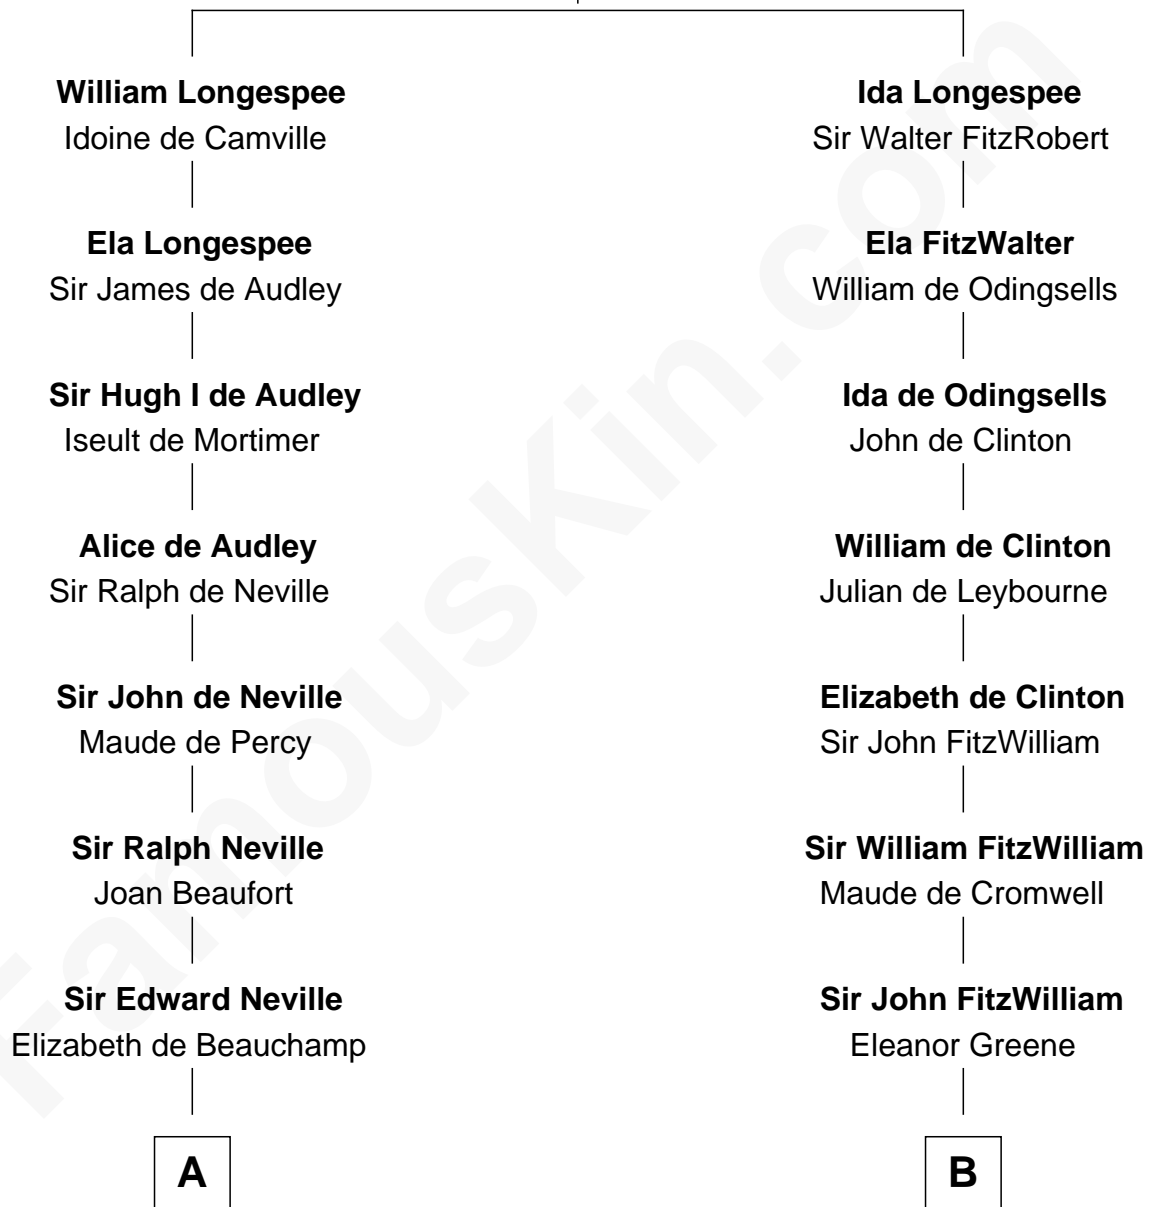 William Longespee
Idoine de Camville
Ela Longespee
Sir James de Audley
Sir Hugh I de Audley
Iseult de Mortimer
Alice de Audley
Sir Ralph de Neville
Sir John de Neville
Maude de Percy
Sir Ralph Neville
Joan Beaufort
Sir Edward Neville
Elizabeth de Beauchamp
A
Ida Longespee
Sir Walter FitzRobert
Ela FitzWalter
William de Odingsells
Ida de Odingsells
John de Clinton
William de Clinton
Julian de Leybourne
Elizabeth de Clinton
Sir John FitzWilliam
Sir William FitzWilliam
Maude de Cromwell
Sir John FitzWilliam
Eleanor Greene
B
FamousKin.com